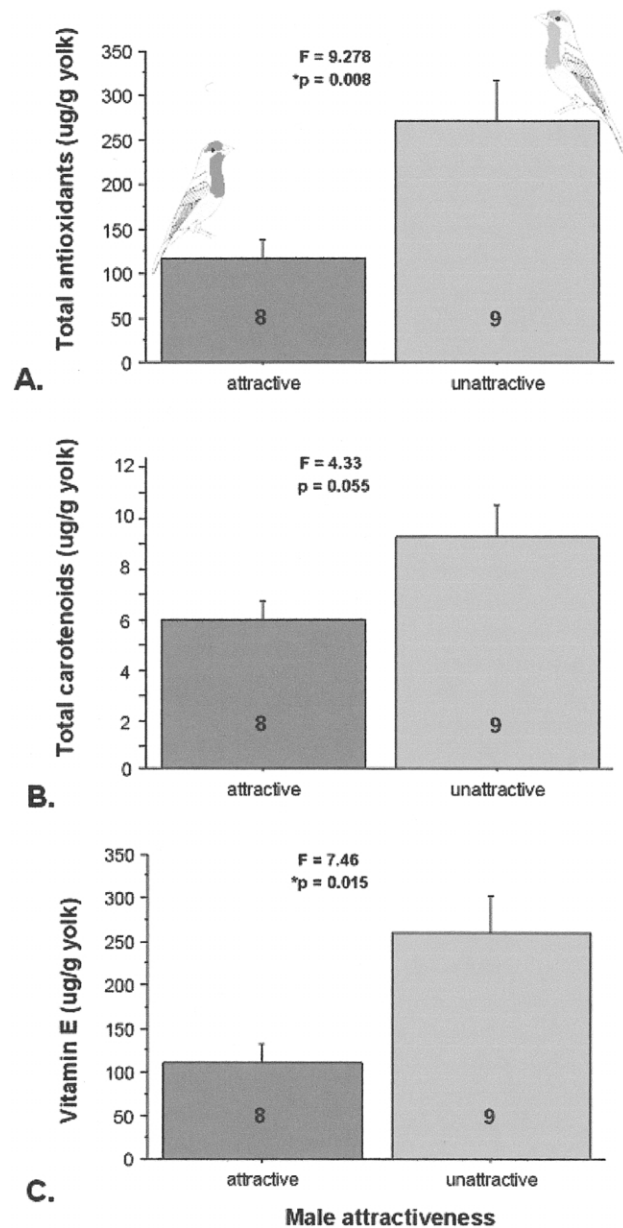 F = 9.278
*p = 0.008
Total antioxidants (ug/g yolk)
350
300
250
200
150
100
50
0
8
9
A.
attractive
unattractive
F = 4.33
p = 0.055
Total carotenoids (ug/g yolk)
12
10
8
6
4
2
0
8
9
B.
attractive
unattractive
F = 7.46
*p = 0.015
Vitamin E (ug/g yolk)
350
300
250
200
150
100
50
0
8
9
C.
attractive
unattractive
Male attractiveness